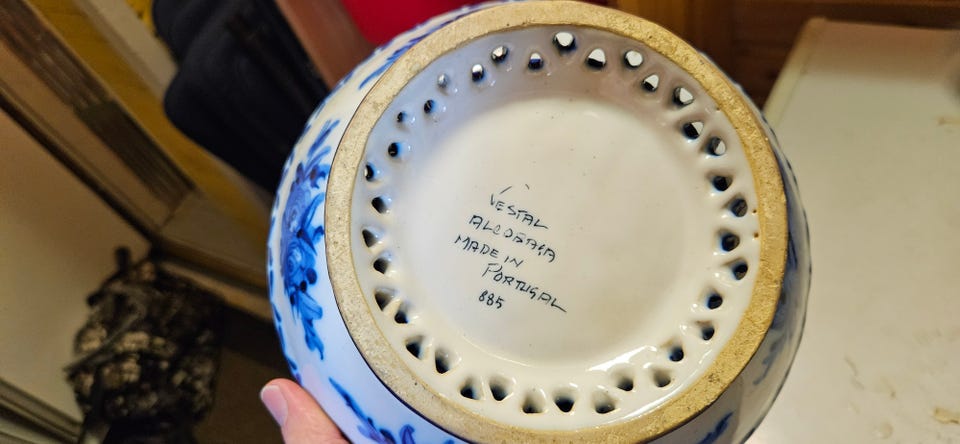 VESTAL
ALCOBAÇA
MADE IN
PORTUGAL
885